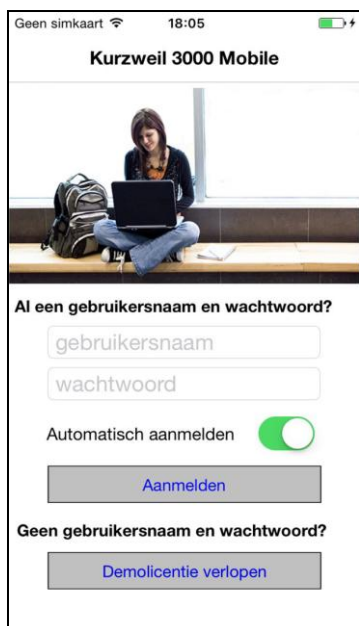 Geen simkaart 18:05
Kurzweil 3000 Mobile
Al een gebruikersnaam en wachtwoord?
gebruikersnaam
wachtwoord
Automatisch aanmelden
Aanmelden
Geen gebruikersnaam en wachtwoord?
Demolicentie verlopen